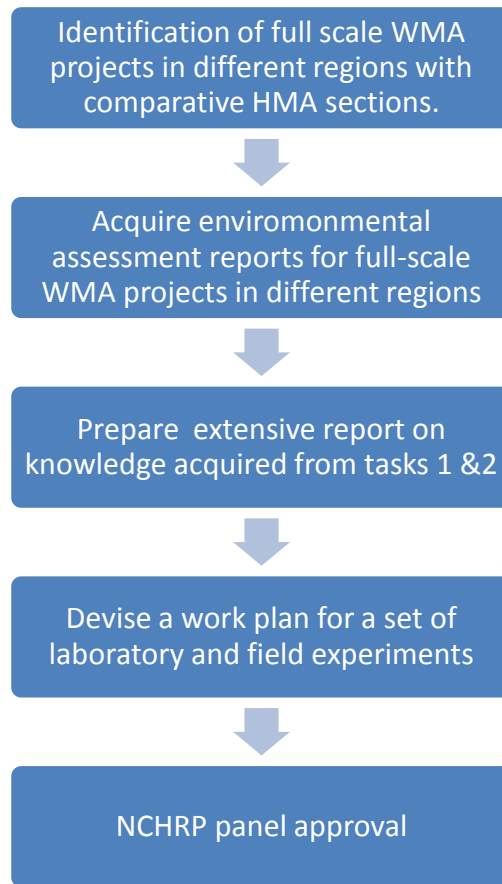 Identification of full scale WMA
projects in different regions with
comparative HMA sections.
Acquire enviromonmental
assessment reports for full-scale
WMA projects in different regions
Prepare extensive report on
knowledge acquired from tasks 1 &2
Devise a work plan for a set of
laboratory and field experiments
NCHRP panel approval